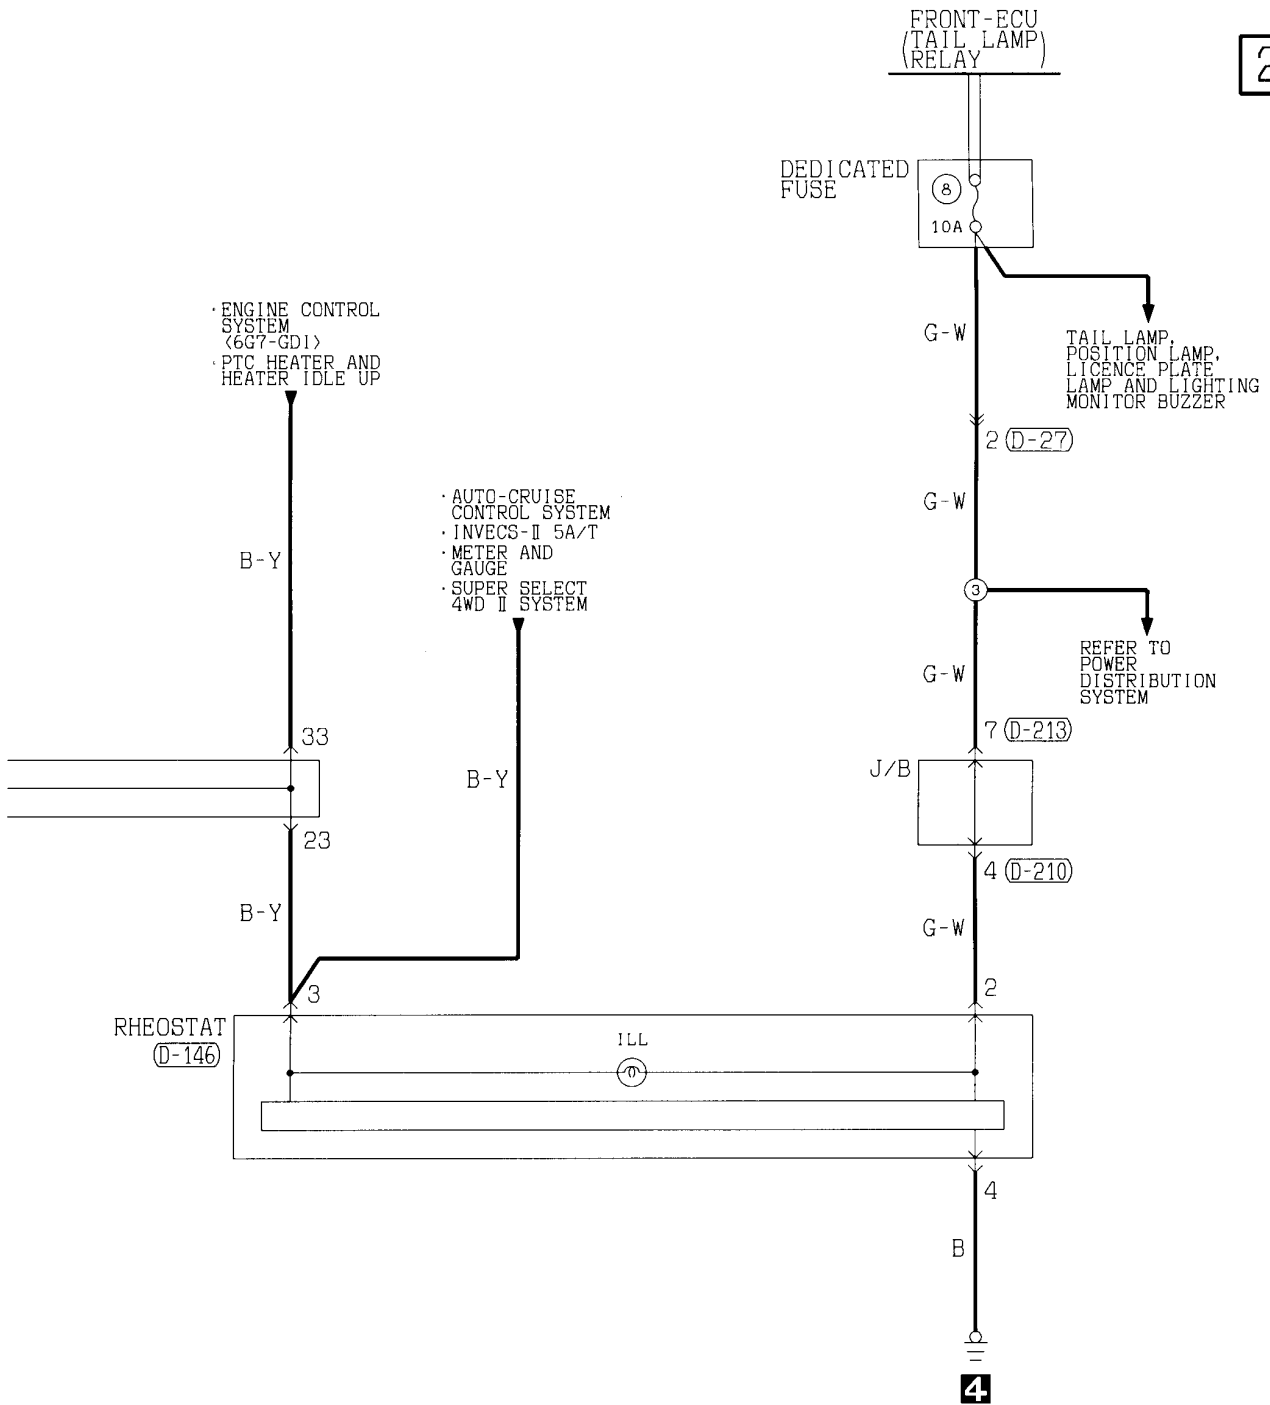 FRONT-ECU
(TAIL LAMP)
RELAY
2
DEDICATED
FUSE
8
10A
· ENGINE CONTROL
SYSTEM
<6G7-GDI>
· PTC HEATER AND
HEATER IDLE UP
G-W
TAIL LAMP,
POSITION LAMP,
LICENCE PLATE
LAMP AND LIGHTING
MONITOR BUZZER
2 (D-27)
· AUTO-CRUISE
CONTROL SYSTEM
· INVECS-Ⅱ 5A/T
· METER AND
GAUGE
· SUPER SELECT
4WD Ⅱ SYSTEM
G-W
B-Y
3
REFER TO
POWER
DISTRIBUTION
SYSTEM
G-W
33
7 (D-213)
B-Y
J/B
23
4 (D-210)
B-Y
G-W
3
2
RHEOSTAT
(D-146)
ILL
4
B
4